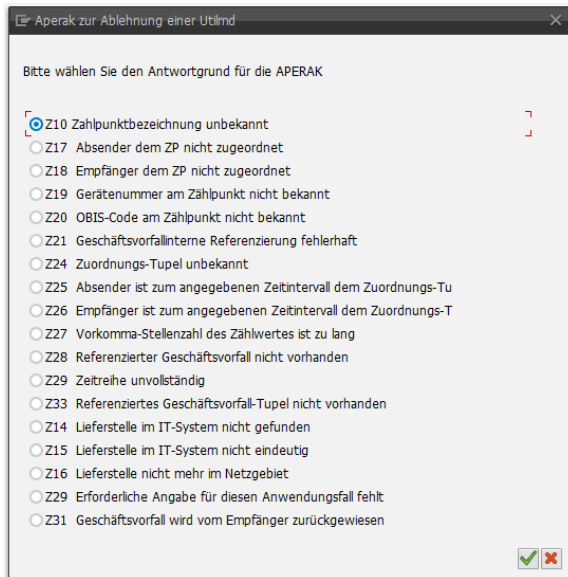 Aperak zur Ablehnung einer Utilmd
Bitte wählen Sie den Antwortgrund für die APERAK
Z10 Zahlpunktbezeichnung unbekannt
Z17 Absender dem ZP nicht zugeordnet
Z18 Empfänger dem ZP nicht zugeordnet
Z19 Gerätenummer am Zählpunkt nicht bekannt
Z20 OBIS-Code am Zählpunkt nicht bekannt
Z21 Geschäftsvorfallinterne Referenzierung fehlerhaft
Z24 Zuordnungs-Tupel unbekannt
Z25 Absender ist zum angegebenen Zeitintervall dem Zuordnungs-Tu
Z26 Empfänger ist zum angegebenen Zeitintervall dem Zuordnungs-T
Z27 Vorkomma-Stellenzahl des Zählwertes ist zu lang
Z28 Referenzierter Geschäftsvorfall nicht vorhanden
Z29 Zeitreihe unvollständig
Z33 Referenziertes Geschäftsvorfall-Tupel nicht vorhanden
Z14 Lieferstelle im IT-System nicht gefunden
Z15 Lieferstelle im IT-System nicht eindeutig
Z16 Lieferstelle nicht mehr im Netzgebiet
Z29 Erforderliche Angabe für diesen Anwendungsfall fehlt
Z31 Geschäftsvorfall wird vom Empfänger zurückgewiesen